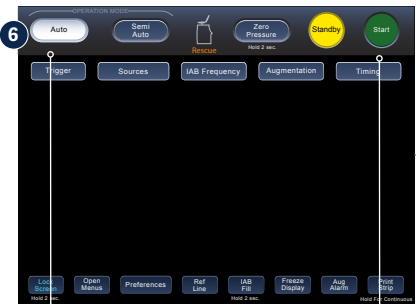 OPERATION MODE
6
Auto
Semi
Auto
Rescue
Zero
Pressure
Hold 2 sec.
Standby
Start
Trigger
Sources
IAB Frequency
Augmentation
Timing
Lock
Screen
Hold 2 sec.
Open
Menus
Preferences
Ref
Line
IAB
Fill
Hold 2 sec.
Freeze
Display
Aug
Alarm
Print
Strip
Hold For Continuous